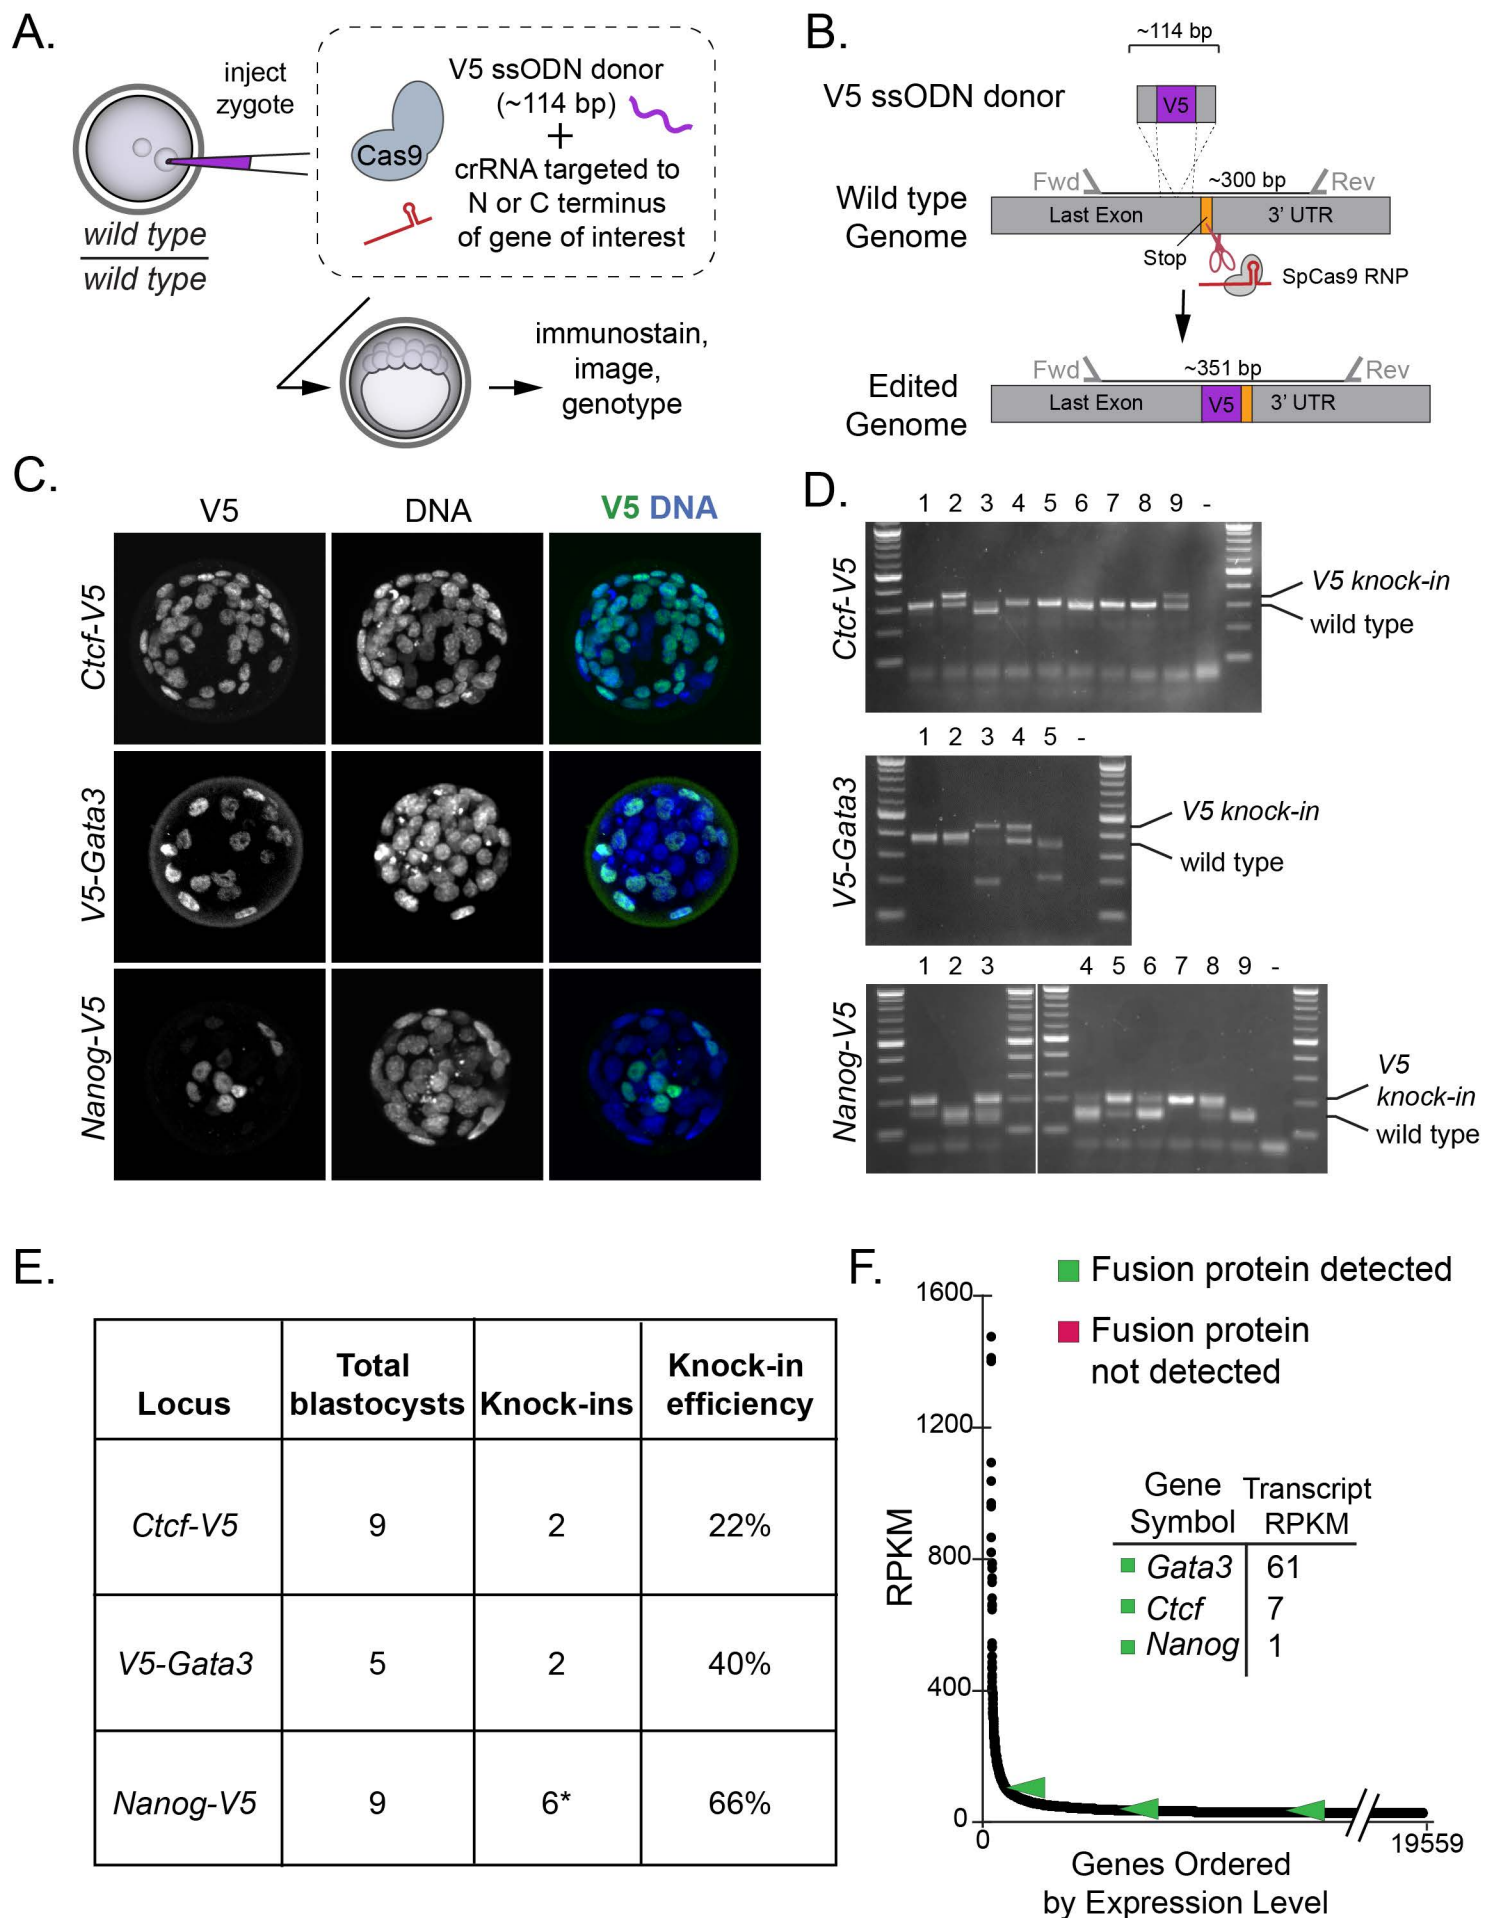 A.
inject
zygote
wild type
wild type
V5 ssODN donor
(~114 bp)
+
Cas9
crRNA targeted to
N or C terminus
of gene of interest
immunostain,
image,
genotype
B.
~114 bp
V5 ssODN donor
V5
Wild type
Genome
Fwd
~300 bp
Rev
Last Exon
3' UTR
Stop
SpCas9 RNP
Edited
Genome
Fwd
~351 bp
Rev
Last Exon
V5
3' UTR
C.
V5
DNA
V5 DNA
Ctcf-V5
V5-Gata3
Nanog-V5
D.
1 2 3 4 5 6 7 8 9 -
Ctcf-V5
V5 knock-in
wild type
1 2 3 4 5 -
V5-Gata3
V5 knock-in
wild type
1 2 3 4 5 6 7 8 9 -
Nanog-V5
V5
knock-in
wild type
E.
Locus Total blastocysts Knock-ins Knock-in efficiency
Ctcf-V5 9 2 22%
V5-Gata3 5 2 40%
Nanog-V5 9 6* 66%
F.
Fusion protein detected
Fusion protein
not detected
1600
1200
800
400
0
RPKM
Gene Symbol Transcript RPKM
Gata3 61
Ctcf 7
Nanog 1
0
19559
Genes Ordered
by Expression Level